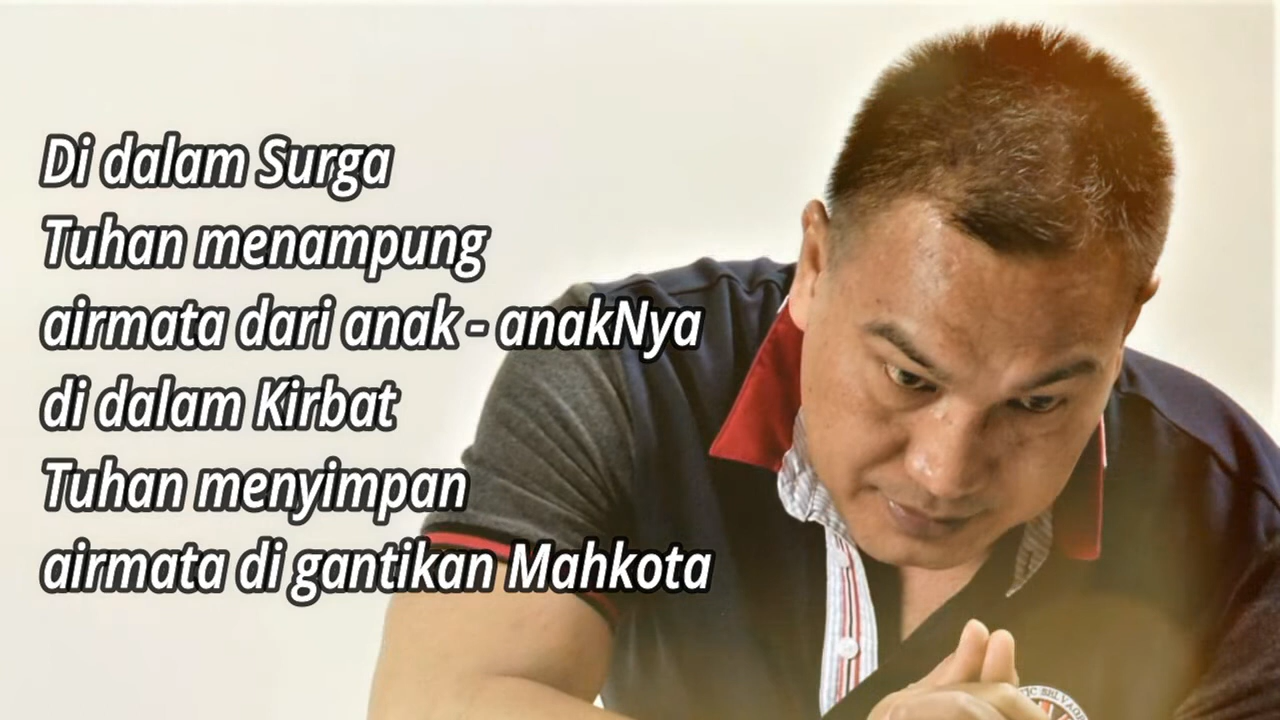 Di dalam Surga
Tuhan menampung
airmata dari anak - anakNya
di dalam Kirbat
Tuhan menyimpan
airmata di gantikan Mahkota